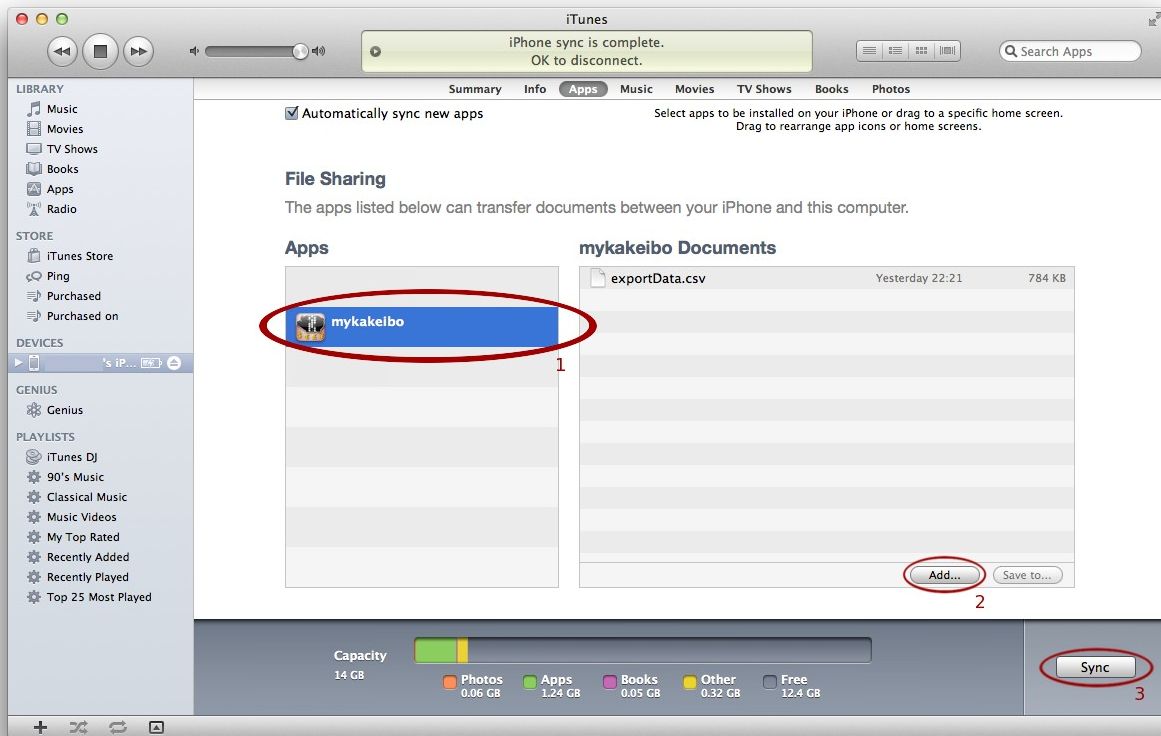 iTunes
iPhone sync is complete.
OK to disconnect.
Search Apps
LIBRARY
Music
Movies
TV Shows
Books
Apps
Radio
STORE
iTunes Store
Ping
Purchased
Purchased on
DEVICES
's iP...
GENIUS
Genius
PLAYLISTS
iTunes DJ
90's Music
Classical Music
Music Videos
My Top Rated
Recently Added
Recently Played
Top 25 Most Played
Summary Info Apps Music Movies TV Shows Books Photos
Automatically sync new apps
Select apps to be installed on your iPhone or drag to a specific home screen.
Drag to rearrange app icons or home screens.
File Sharing
The apps listed below can transfer documents between your iPhone and this computer.
Apps
mykakeibo
1
mykakeibo Documents
exportData.csv Yesterday 22:21 784 KB
Add... Save to...
2
Capacity
14 GB
Photos
0.06 GB
Apps
1.24 GB
Books
0.05 GB
Other
0.32 GB
Free
12.4 GB
Sync
3